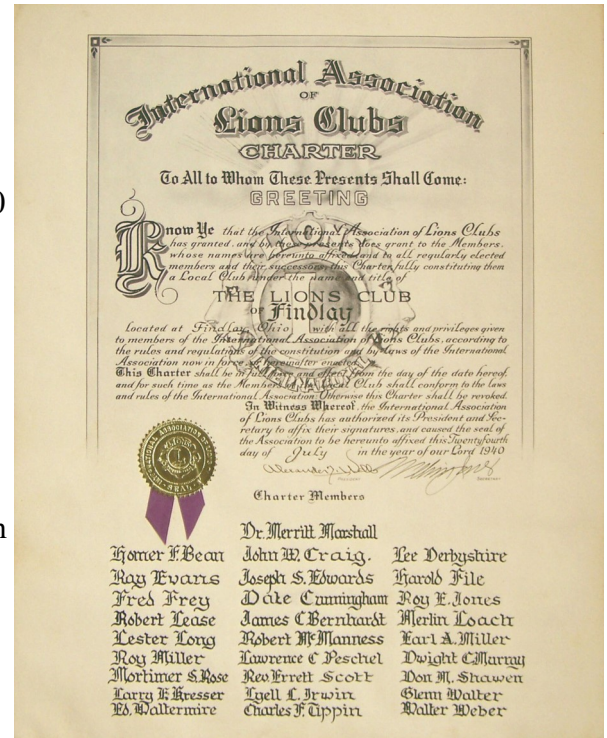 International Association
OF
Lions Clubs
CHARTER
To All to Whom These Presents Shall Come:
GREETING
Know Ye that the International Association of Lions Clubs
has granted, and by these presents does grant to the Members,
whose names are hereunto affixed and to all regularly elected
members and their successors, this Charter, fully constituting them
a Local Club under the name and title of
THE LIONS CLUB
of Findlay
Located at Findlay, Ohio with all the rights and privileges given
to members of the International Association of Lions Clubs, according to
the rules and regulations of the constitution and by laws of the International
Association now in force or hereafter enacted.
This Charter shall be in full force and effect from the day of the date hereof,
and for such time as the Members of the Local Club shall conform to the laws
and rules of the International Association. Otherwise this Charter shall be revoked.
In Witness Whereof, the International Association
of Lions Clubs has authorized its President and Sec-
retary to affix their signatures, and caused the seal of
the Association to be hereunto affixed this Twentyfourth
day of July in the year of our Lord 1940
PRESIDENT SECRETARY
Charter Members
Dr. Merrill Marshall
Homer F. Bean John W. Craig. Lee Derbyshire
Ray Evans Joseph S. Edwards Harold File
Fred Frey Dale Cunningham Roy E. Jones
Robert Lease James C Bernhardt Merlin Loach
Lester Long Robert McManness Earl A. Miller
Roy Miller Lawrence C Peschel Dwight C Murray
Mortimer S. Rose Rev. Errett Scott Don M. Shawen
Larry K. Kresser Lyell L. Irwin Glenn Walter
Ed. Waltermire Charles F. Tippin Walter Weber
0
n